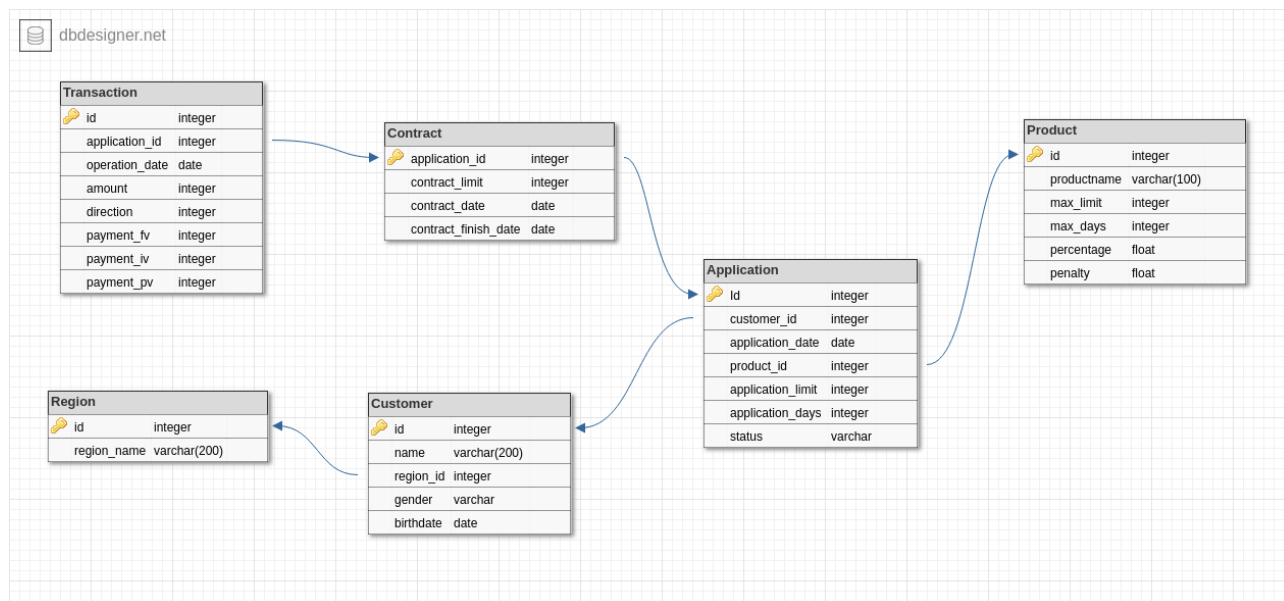 dbdesigner.net
Transaction
id integer
application_id integer
operation_date date
amount integer
direction integer
payment_fv integer
payment_iv integer
payment_pv integer
Contract
application_id integer
contract_limit integer
contract_date date
contract_finish_date date
Product
id integer
productname varchar(100)
max_limit integer
max_days integer
percentage float
penalty float
Application
Id integer
customer_id integer
application_date date
product_id integer
application_limit integer
application_days integer
status varchar
Region
id integer
region_name varchar(200)
Customer
id integer
name varchar(200)
region_id integer
gender varchar
birthdate date